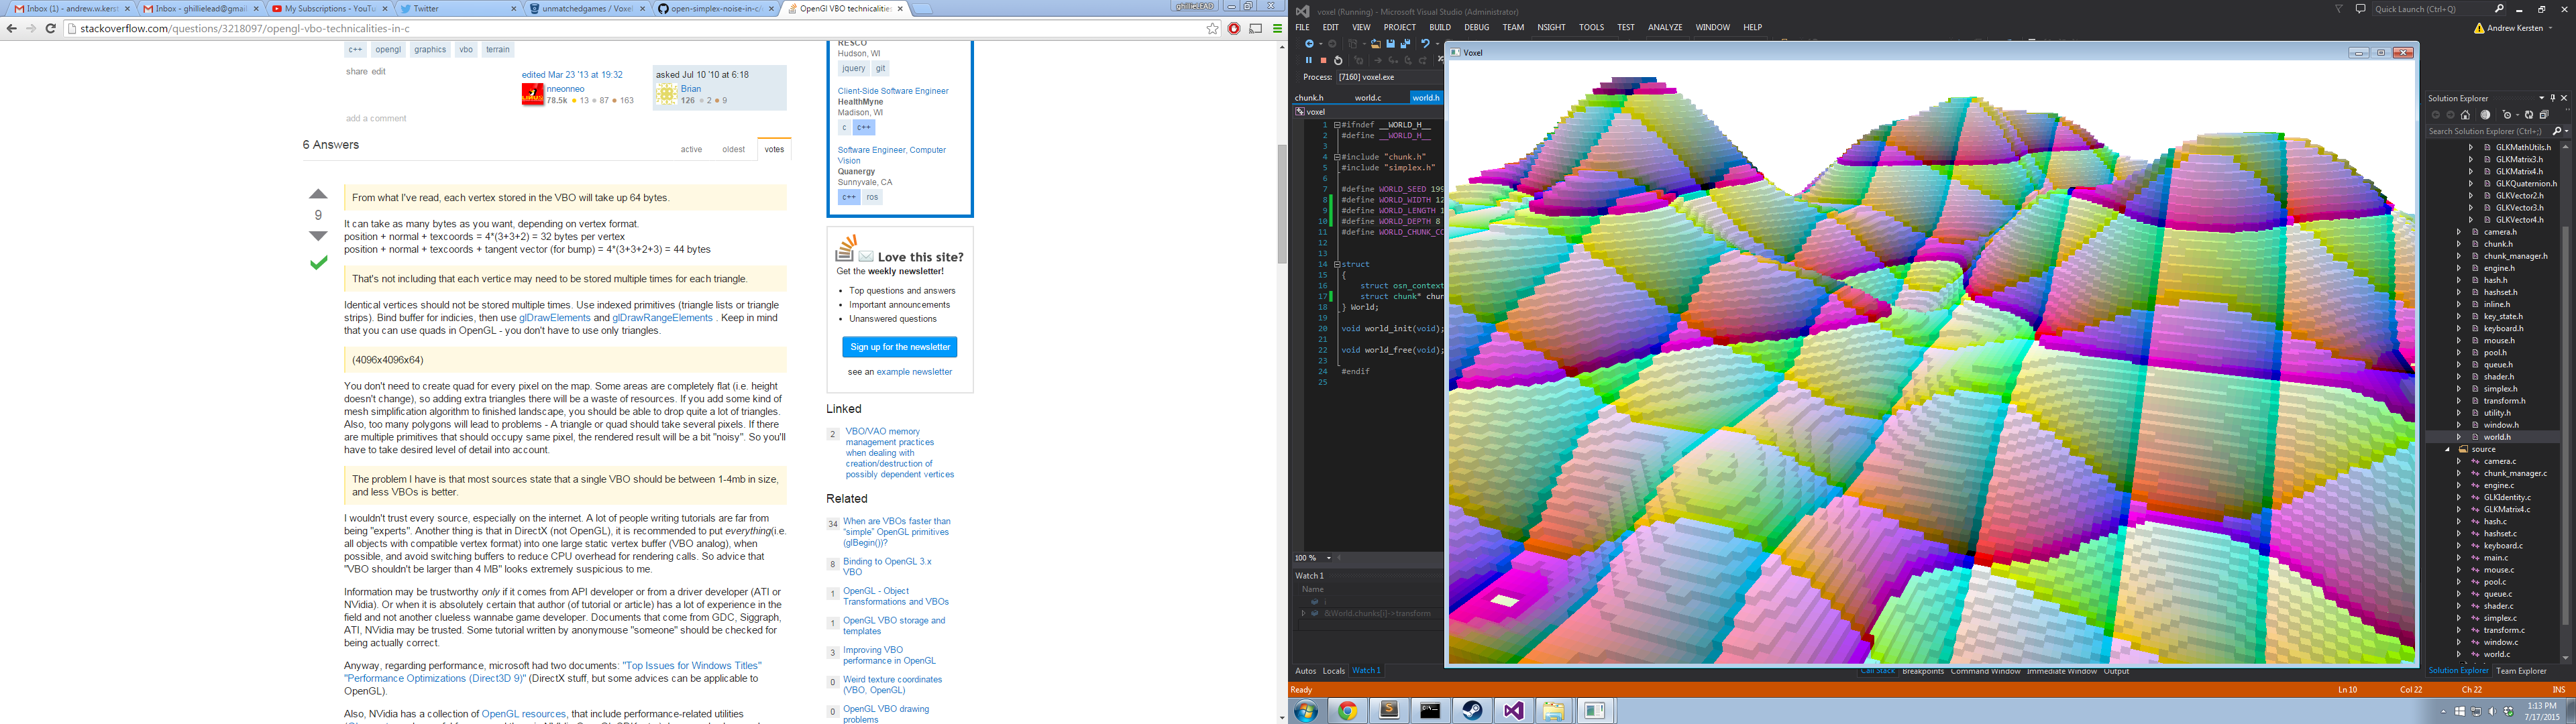 Inbox (1) - andrew.w.kerst
Inbox - ghillielead@gmail
My Subscriptions - YouTu
Twitter
unmatchedgames / Voxel
open-simplex-noise-in-c/
OpenGl VBO technicalities
ghillieLEAD
stackoverflow.com/questions/3218097/opengl-vbo-technicalities-in-c
c++ opengl graphics vbo terrain
share edit
edited Mar 23 '13 at 19:32
nneonneo
78.5k 13 87 163
asked Jul 10 '10 at 6:18
Brian
126 2 9
add a comment
6 Answers
active oldest votes
9
From what I've read, each vertex stored in the VBO will take up 64 bytes.
It can take as many bytes as you want, depending on vertex format.
position + normal + texcoords = 4*(3+3+2) = 32 bytes per vertex
position + normal + texcoords + tangent vector (for bump) = 4*(3+3+2+3) = 44 bytes
That's not including that each vertice may need to be stored multiple times for each triangle.
Identical vertices should not be stored multiple times. Use indexed primitives (triangle lists or triangle
strips). Bind buffer for indicies, then use glDrawElements and glDrawRangeElements . Keep in mind
that you can use quads in OpenGL - you don't have to use only triangles.
(4096x4096x64)
You don't need to create quad for every pixel on the map. Some areas are completely flat (i.e. height
doesn't change), so adding extra triangles there will be a waste of resources. If you add some kind of
mesh simplification algorithm to finished landscape, you should be able to drop quite a lot of triangles.
Also, too many polygons will lead to problems - A triangle or quad should take several pixels. If there
are multiple primitives that should occupy same pixel, the rendered result will be a bit "noisy". So you'll
have to take desired level of detail into account.
The problem I have is that most sources state that a single VBO should be between 1-4mb in size,
and less VBOs is better.
I wouldn't trust every source, especially on the internet. A lot of people writing tutorials are far from
being "experts". Another thing is that in DirectX (not OpenGL), it is recommended to put everything(i.e.
all objects with compatible vertex format) into one large static vertex buffer (VBO analog), when
possible, and avoid switching buffers to reduce CPU overhead for rendering calls. So advice that
"VBO shouldn't be larger than 4 MB" looks extremely suspicious to me.
Information may be trustworthy only if it comes from API developer or from a driver developer (ATI or
NVidia). Or when it is absolutely certain that author (of tutorial or article) has a lot of experience in the
field and not another clueless wannabe game developer. Documents that come from GDC, Siggraph,
ATI, NVidia may be trusted. Some tutorial written by anonymouse "someone" should be checked for
being actually correct.
Anyway, regarding performance, microsoft had two documents: "Top Issues for Windows Titles"
"Performance Optimizations (Direct3D 9)" (DirectX stuff, but some advices can be applicable to
OpenGL).
Also, NVidia has a collection of OpenGL resources, that include performance-related utilities
RESCO
Hudson, WI
jquery git
Client-Side Software Engineer
HealthMyne
Madison, WI
c c++
Software Engineer, Computer
Vision
Quanergy
Sunnyvale, CA
c++ ros
Love this site?
Get the weekly newsletter!
Top questions and answers
Important announcements
Unanswered questions
Sign up for the newsletter
see an example newsletter
Linked
2 VBO/VAO memory
management practices
when dealing with
creation/destruction of
possibly dependent vertices
Related
34 When are VBOs faster than
"simple" OpenGL primitives
(glBegin())?
8 Binding to OpenGL 3.x
VBO
1 OpenGL - Object
Transformations and VBOs
1 OpenGL VBO storage and
templates
3 Improving VBO
performance in OpenGL
0 Weird texture coordinates
(VBO, OpenGL)
0 OpenGL VBO drawing
problems
voxel (Running) - Microsoft Visual Studio (Administrator)
Quick Launch (Ctrl+Q)
FILE EDIT VIEW PROJECT BUILD DEBUG TEAM NSIGHT TOOLS TEST ANALYZE WINDOW HELP
Andrew Kersten
Process: [7160] voxel.exe
chunk.h world.c world.h
voxel
1 #ifndef __WORLD_H__
2 #define __WORLD_H__
3
4 #include "chunk.h"
5 #include "simplex.h"
6
7 #define WORLD_SEED 199
8 #define WORLD_WIDTH 12
9 #define WORLD_LENGTH 1
10 #define WORLD_DEPTH 8
11 #define WORLD_CHUNK_CO
12
13
14 struct
15 {
16 struct osn_context
17 struct chunk* chun
18 } World;
19
20 void world_init(void);
21
22 void world_free(void);
23
24 #endif
25
100 %
Watch 1
Name
i
&World.chunks[i]->transform
Autos Locals Watch 1
Voxel
Call Stack Breakpoints Command Window Immediate Window Output
Solution Explorer
Search Solution Explorer (Ctrl+;)
GLKMathUtils.h
GLKMatrix3.h
GLKMatrix4.h
GLKQuaternion.h
GLKVector2.h
GLKVector3.h
GLKVector4.h
camera.h
chunk.h
chunk_manager.h
engine.h
hash.h
hashset.h
inline.h
key_state.h
keyboard.h
mouse.h
pool.h
queue.h
shader.h
simplex.h
transform.h
utility.h
window.h
world.h
source
camera.c
chunk_manager.c
engine.c
GLKIdentity.c
GLKMatrix4.c
hash.c
hashset.c
keyboard.c
main.c
mouse.c
pool.c
queue.c
shader.c
simplex.c
transform.c
window.c
world.c
Solution Explorer Team Explorer
Ready
Ln 10 Col 22 Ch 22 INS
1:13 PM
7/17/2015